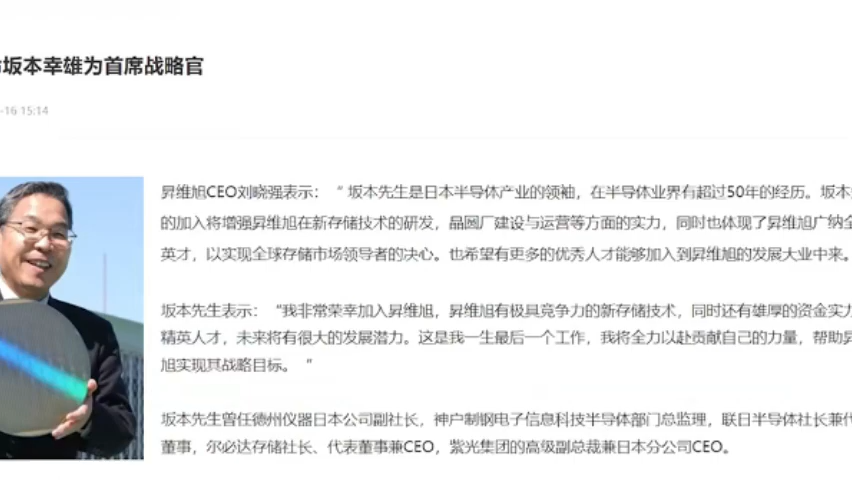 坂本幸雄为首席战略官
-16 15:14
昇维旭CEO刘晓强表示：“ 坂本先生是日本半导体产业的领袖，在半导体业界有超过50年的经历。坂本
的加入将增强昇维旭在新存储技术的研发，晶圆厂建设与运营等方面的实力，同时也体现了昇维旭广纳全
英才，以实现全球存储市场领导者的决心。也希望有更多的优秀人才能够加入到昇维旭的发展大业中来。
坂本先生表示： “我非常荣幸加入昇维旭，昇维旭有极具竞争力的新存储技术，同时还有雄厚的资金实力
精英人才，未来将有很大的发展潜力。这是我一生最后一个工作，我将全力以赴贡献自己的力量，帮助昇
旭实现其战略目标。 ”
坂本先生曾任德州仪器日本公司副社长，神户制钢电子信息科技半导体部门总监理，联日半导体社长兼代
董事，尔必达存储社长、代表董事兼CEO，紫光集团的高级副总裁兼日本分公司CEO。